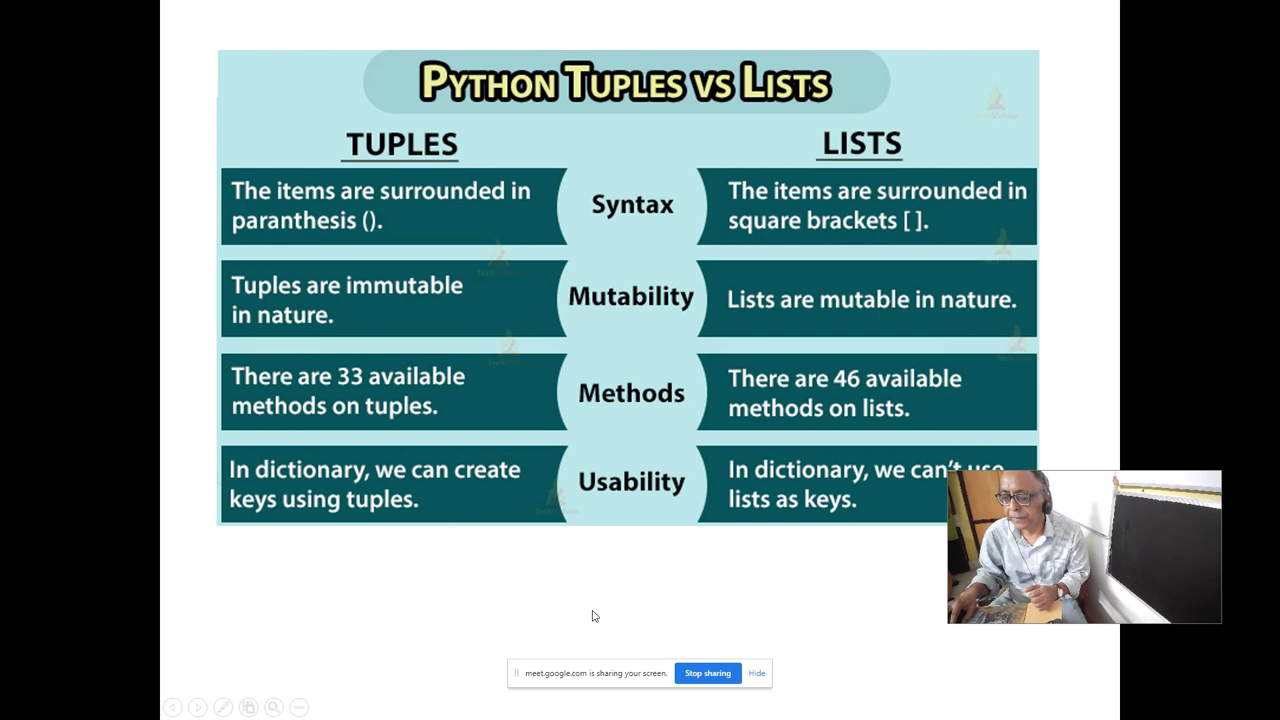 PYTHON TUPLES VS LISTS
TUPLES
LISTS
The items are surrounded in
paranthesis ().
Syntax
The items are surrounded in
square brackets [ ].
Tuples are immutable
in nature.
Mutability
Lists are mutable in nature.
There are 33 available
methods on tuples.
Methods
There are 46 available
methods on lists.
In dictionary, we can create
keys using tuples.
Usability
In dictionary, we can't use
lists as keys.
meet.google.com is sharing your screen.
Stop sharing
Hide